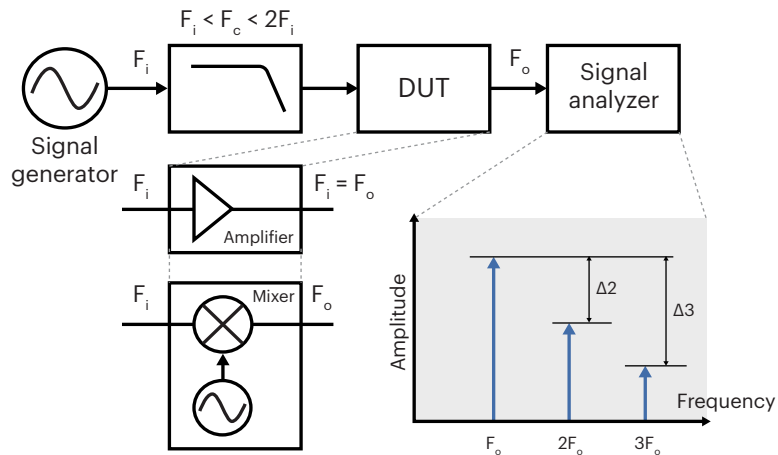 Fi < Fc < 2Fi
Fi
DUT
Fo
Signal
analyzer
Signal
generator
Fi
Fi = Fo
Amplifier
Fi
Mixer
Fo
Amplitude
Δ2
Δ3
Frequency
Fo
2Fo
3Fo